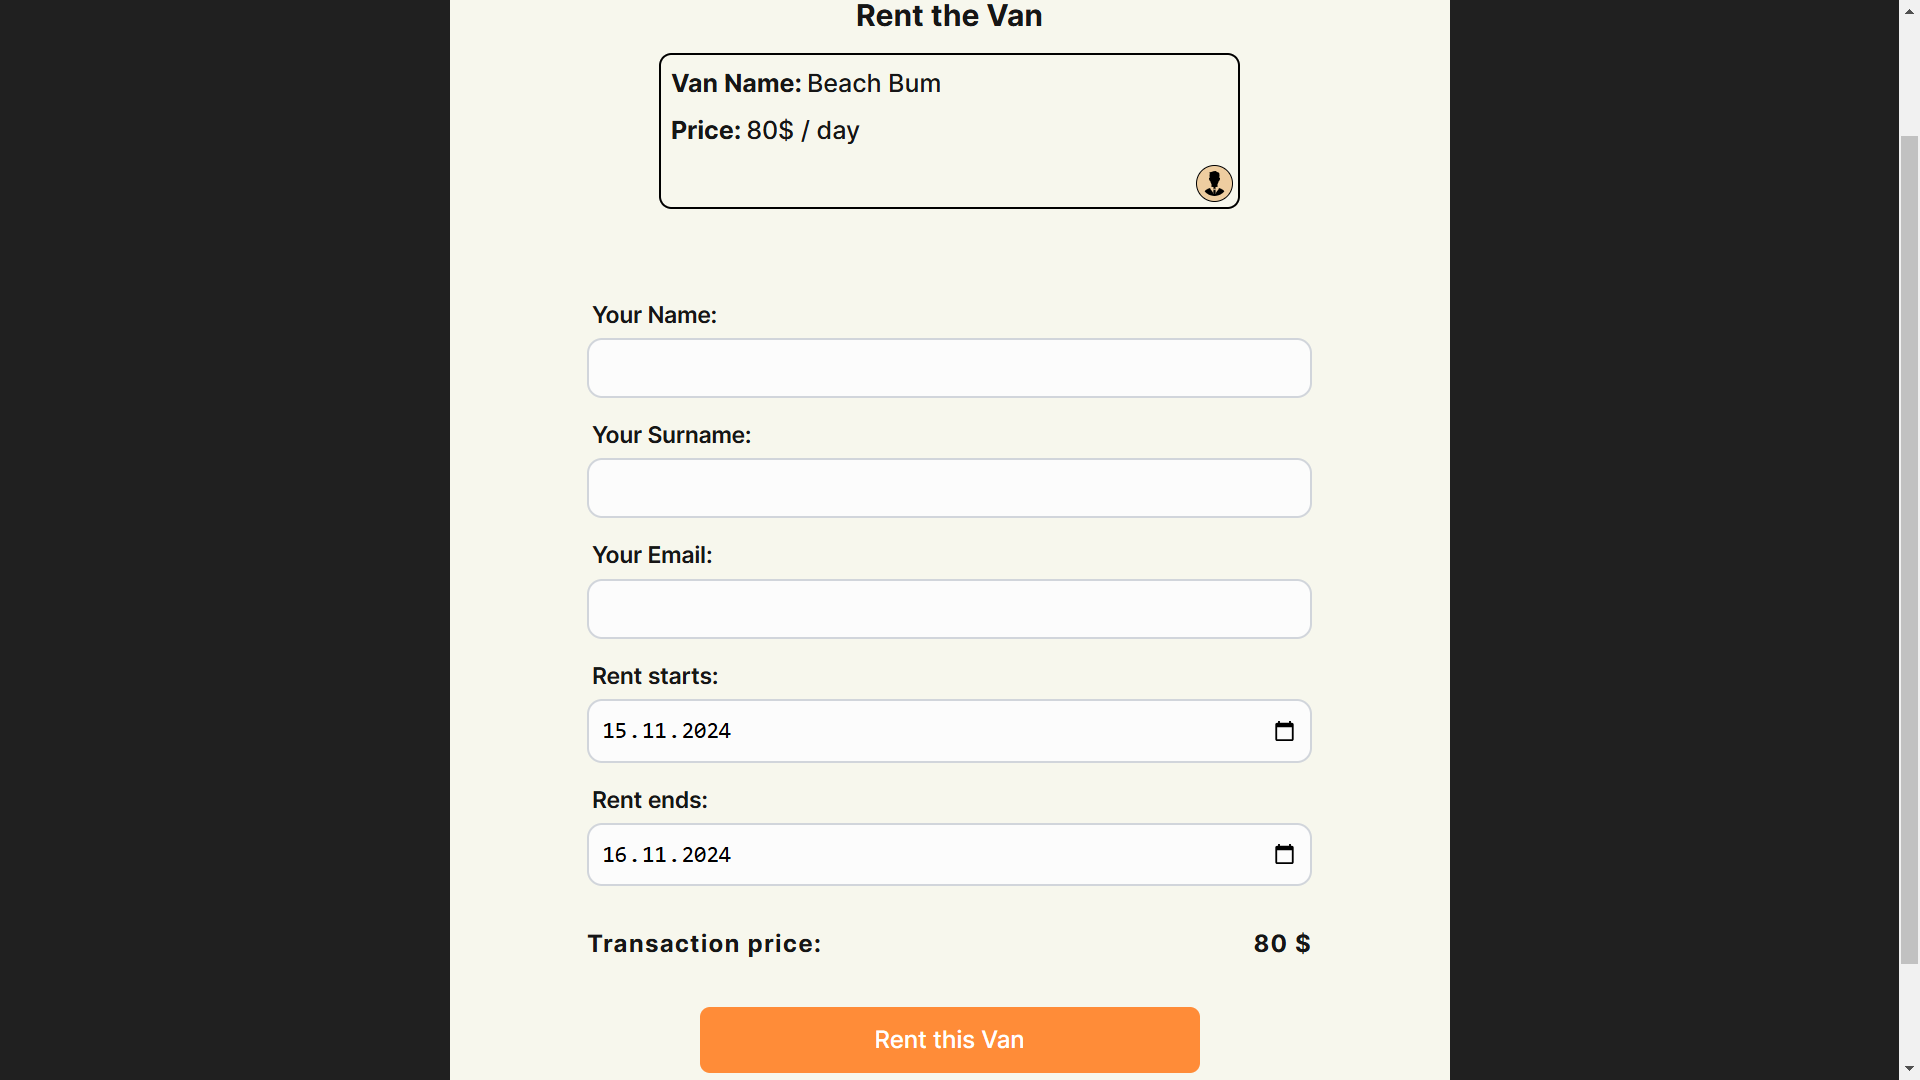 Rent the Van
Van Name: Beach Bum
Price: 80$ / day
Your Name:
Your Surname:
Your Email:
Rent starts:
15.11.2024
Rent ends:
16.11.2024
Transaction price: 80 $
Rent this Van